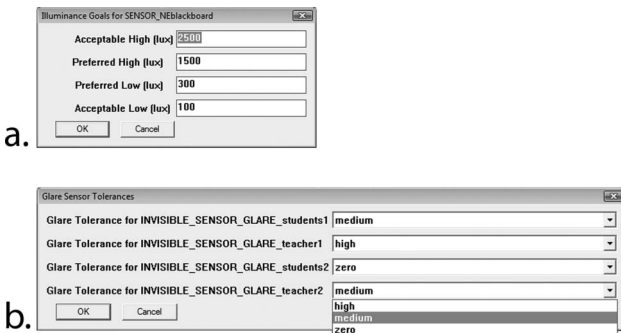 Illuminance Goals for SENSOR_NEblackboard
Acceptable High (lux) 2500
Preferred High (lux) 1500
Preferred Low (lux) 300
Acceptable Low (lux) 100
OK Cancel
a.
Glare Sensor Tolerances
Glare Tolerance for INVISIBLE_SENSOR_GLARE_students1 medium
Glare Tolerance for INVISIBLE_SENSOR_GLARE_teacher1 high
Glare Tolerance for INVISIBLE_SENSOR_GLARE_students2 zero
Glare Tolerance for INVISIBLE_SENSOR_GLARE_teacher2 medium
OK Cancel high
b. medium
zero